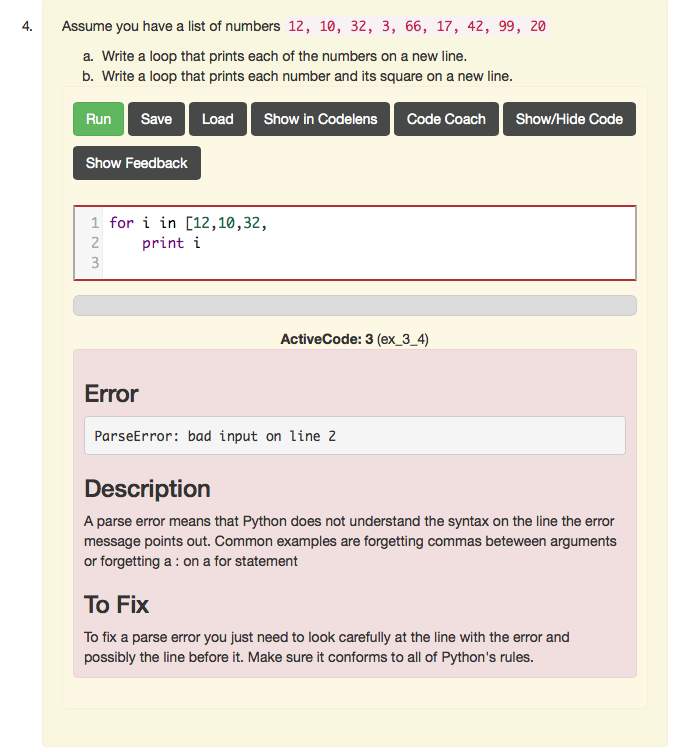 4. Assume you have a list of numbers 12, 10, 32, 3, 66, 17, 42, 99, 20
a. Write a loop that prints each of the numbers on a new line.
b. Write a loop that prints each number and its square on a new line.
Run Save Load Show in Codelens Code Coach Show/Hide Code
Show Feedback
1 for i in [12,10,32,
2     print i
3
ActiveCode: 3 (ex_3_4)
Error
ParseError: bad input on line 2
Description
A parse error means that Python does not understand the syntax on the line the error
message points out. Common examples are forgetting commas beteween arguments
or forgetting a : on a for statement
To Fix
To fix a parse error you just need to look carefully at the line with the error and
possibly the line before it. Make sure it conforms to all of Python's rules.